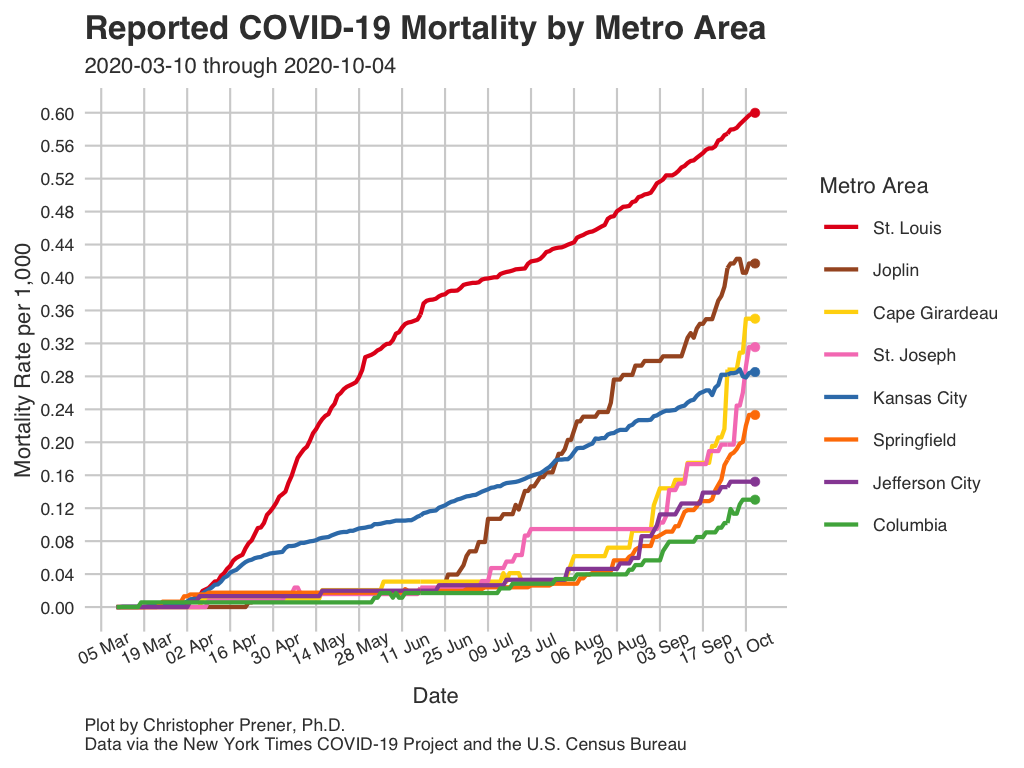 Reported COVID-19 Mortality by Metro Area
2020-03-10 through 2020-10-04
Mortality Rate per 1,000
0.60
0.56
0.52
0.48
0.44
0.40
0.36
0.32
0.28
0.24
0.20
0.16
0.12
0.08
0.04
0.00
05 Mar
19 Mar
02 Apr
16 Apr
30 Apr
14 May
28 May
11 Jun
25 Jun
09 Jul
23 Jul
06 Aug
20 Aug
03 Sep
17 Sep
01 Oct
Date
Metro Area
St. Louis
Joplin
Cape Girardeau
St. Joseph
Kansas City
Springfield
Jefferson City
Columbia
Plot by Christopher Prener, Ph.D.
Data via the New York Times COVID-19 Project and the U.S. Census Bureau